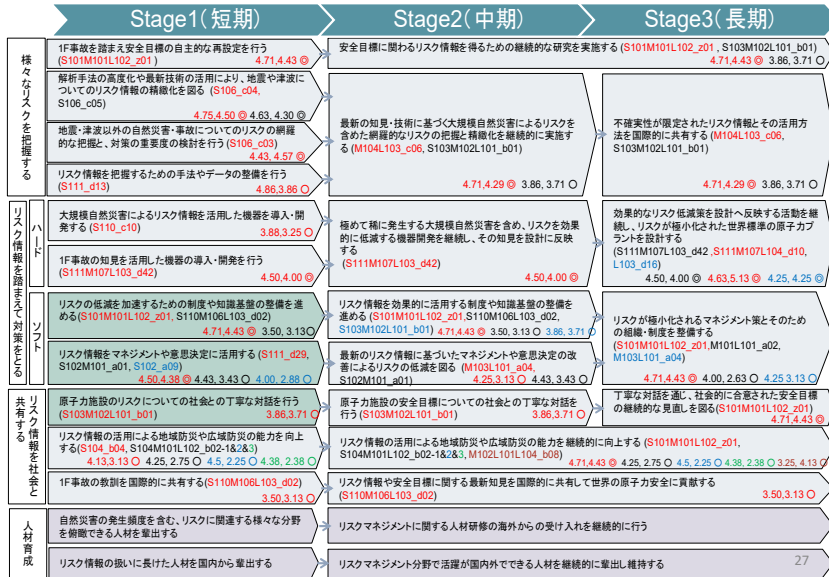 Stage1(短期)
Stage2(中期)
Stage3(長期)
様々なリスクを把握する
1F事故を踏まえ安全目標の自主的な再設定を行う
(S101M101L102_z01)
4.71,4.43 ◎
安全目標に関わるリスク情報を得るための継続的な研究を実施する (S101M101L102_z01 , S103M102L101_b01)
4.71,4.43 ◎ 3.86, 3.71 〇
解析手法の高度化や最新技術の活用により、地震や津波に
ついてのリスク情報の精緻化を図る (S106_c04,
S106_c05)
4.75,4.50 ◎ 4.63, 4.30 ◎
地震・津波以外の自然災害・事故についてのリスクの網羅
的な把握と、対策の重要度の検討を行う (S106_c03)
4.43, 4.57 ◎
リスク情報を把握するための手法やデータの整備を行う
(S111_d13)
4.86,3.86 〇
最新の知見・技術に基づく大規模自然災害によるリスクを
含めた網羅的なリスクの把握と精緻化を継続的に実施す
る (M104L103_c06, S103M102L101_b01)
4.71,4.29 ◎ 3.86, 3.71 〇
不確実性が限定されたリスク情報とその活用方
法を国際的に共有する (M104L103_c06,
S103M102L101_b01)
4.71,4.29 ◎ 3.86, 3.71 〇
リスク情報を踏まえて対策をとる
ハード
大規模自然災害によるリスク情報を活用した機器を導入・開
発する (S110_c10)
3.88,3.25 〇
1F事故の知見を活用した機器の導入・開発を行う
(S111M107L103_d42)
4.50,4.00 ◎
極めて稀に発生する大規模自然災害を含め、リスクを効果
的に低減する機器開発を継続し、その知見を設計に反映
する
(S111M107L103_d42)
4.50,4.00 ◎
効果的なリスク低減策を設計へ反映する活動を継
続し、リスクが極小化された世界標準の原子力プ
ラントを設計する
(S111M107L103_d42 , S111M107L104_d10,
L103_d16)
4.50, 4.00 ◎ 4.63,5.13 ◎ 4.25, 4.25 ◎
ソフト
リスクの低減を加速するための制度や知識基盤の整備を進
める(S101M101L102_z01, S110M106L103_d02)
4.71,4.43 ◎ 3.50, 3.13〇
リスク情報をマネジメントや意思決定に活用する (S111_d29,
S102M101_a01, S102_a09)
4.50,4.38 ◎ 4.43, 3.43 〇 4.00, 2.88 〇
リスク情報を効果的に活用する制度や知識基盤の整備を
進める (S101M101L102_z01,S110M106L103_d02,
S103M102L101_b01)
4.71,4.43 ◎ 3.50, 3.13 〇 3.86, 3.71 〇
最新のリスク情報に基づいたマネジメントや意思決定の改
善によるリスクの低減を図る (M103L101_a04,
S102M101_a01)
4.25,3.13 〇 4.43, 3.43 〇
リスクが極小化されるマネジメント策とそのため
の組織・制度を整備する
(S101M101L102_z01,M101L101_a02,
M103L101_a04)
4.71,4.43 ◎ 4.00, 2.63 〇 4.25 3.13 〇
リスク情報を社会と共有する
原子力施設のリスクについての社会との丁寧な対話を行う
(S103M102L101_b01)
3.86,3.71 〇
原子力施設の安全目標についての社会との丁寧な対話を
行う (S103M102L101_b01)
3.86,3.71 〇
丁寧な対話を通じ、社会的に合意された安全目標
の継続的な見直しを図る(S101M101L102_z01)
4.71,4.43 ◎
リスク情報の活用による地域防災や広域防災の能力を向上
する(S104_b04, S104M101L102_b02-1&2&3)
4.13,3.13 〇 4.25, 2.75 〇 4.5, 2.25 〇 4.38, 2.38 〇
リスク情報の活用による地域防災や広域防災の能力を継続的に向上する (S101M101L102_z01,
S104M101L102_b02-1&2&3, M102L101L104_b08)
4.71,4.43 ◎ 4.25, 2.75 〇 4.5, 2.25 〇 4.38, 2.38 〇 3.25, 4.13 〇
1F事故の教訓を国際的に共有する(S110M106L103_d02)
3.50,3.13 〇
リスク情報や安全目標に関する最新知見を国際的に共有して世界の原子力安全に貢献する
(S110M106L103_d02)
3.50,3.13 〇
人材育成
自然災害の発生頻度を含む、リスクに関連する様々な分野
を俯瞰できる人材を輩出する
リスクマネジメントに関する人材研修の海外からの受け入れを継続的に行う
リスク情報の扱いに長けた人材を国内から輩出する
リスクマネジメント分野で活躍が国内外でできる人材を継続的に輩出し維持する
27